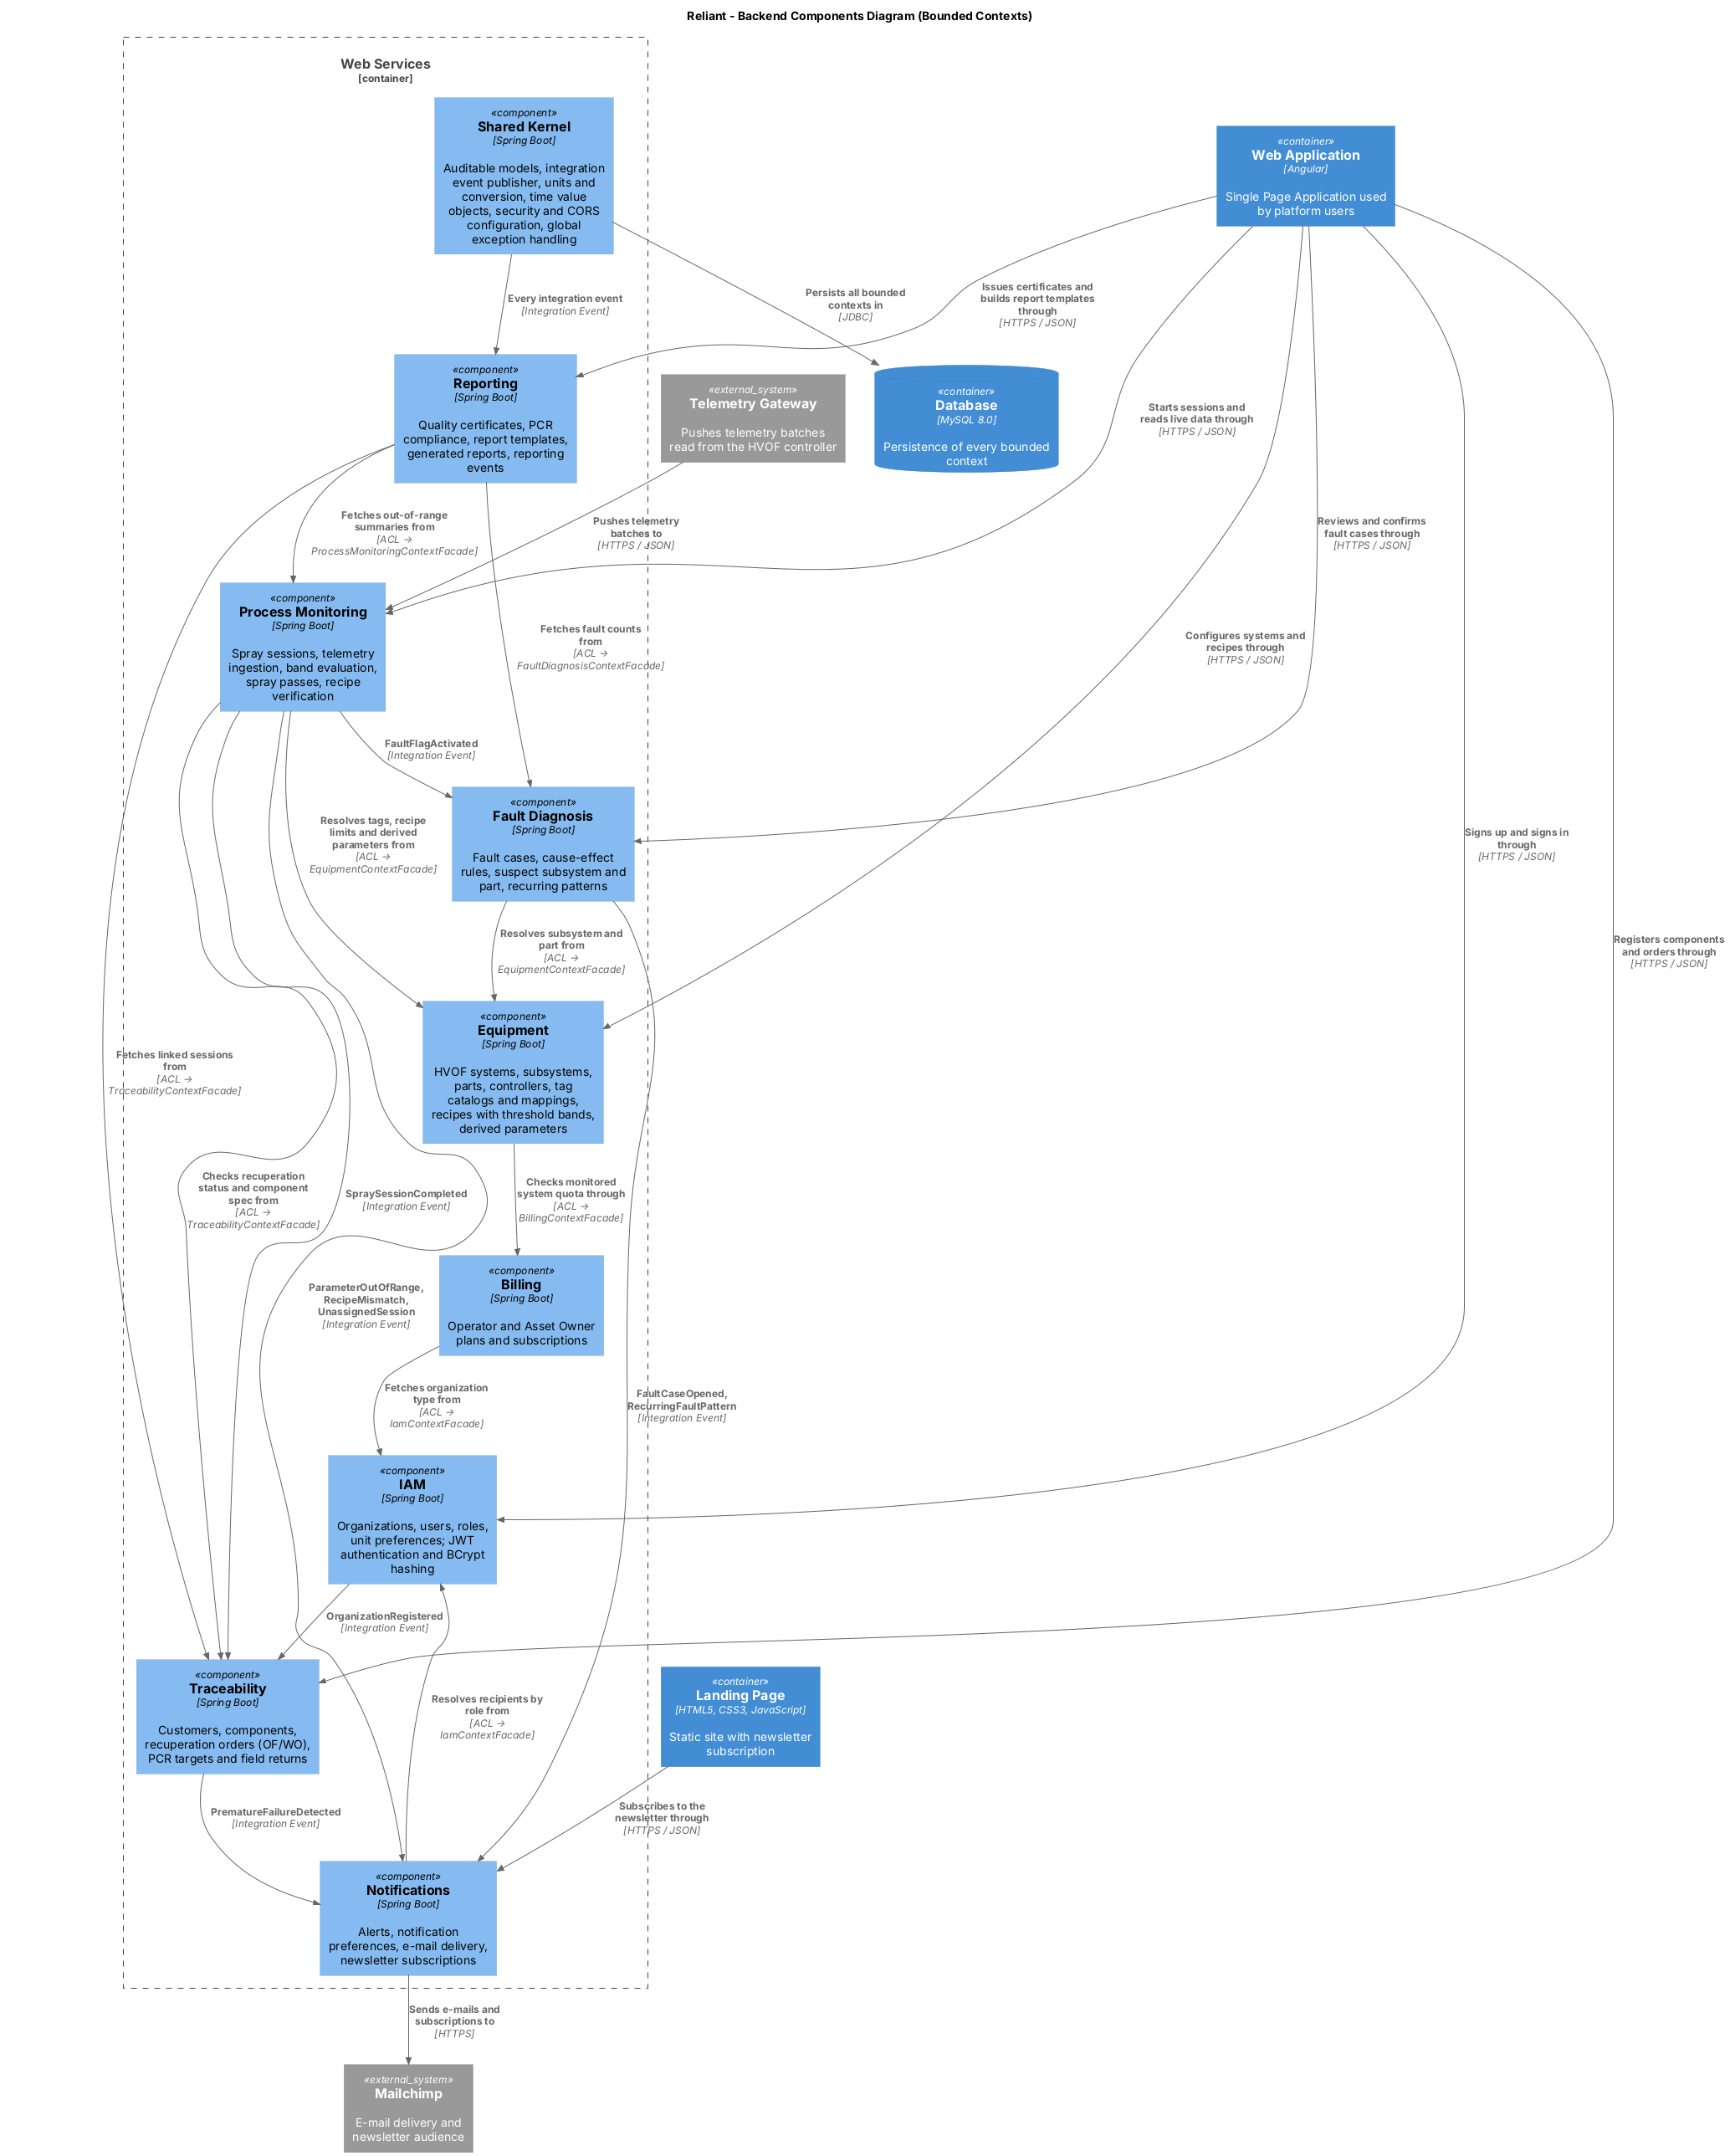 Reliant - Backend Components Diagram (Bounded Contexts)
Web Services
[container]
«component»
Shared Kernel
[Spring Boot]
Auditable models, integration
event publisher, units and
conversion, time value
objects, security and CORS
configuration, global
exception handling
«container»
Web Application
[Angular]
Single Page Application used
by platform users
Every integration event
[Integration Event]
Persists all bounded
contexts in
[JDBC]
Issues certificates and
builds report templates
through
[HTTPS / JSON]
«component»
Reporting
[Spring Boot]
Quality certificates, PCR
compliance, report templates,
generated reports, reporting
events
«external_system»
Telemetry Gateway
Pushes telemetry batches
read from the HVOF controller
«container»
Database
[MySQL 8.0]
Persistence of every bounded
context
Starts sessions and
reads live data through
[HTTPS / JSON]
Fetches out-of-range
summaries from
[ACL →
ProcessMonitoringContextFacade]
Pushes telemetry
batches to
[HTTPS / JSON]
Reviews and confirms
fault cases through
[HTTPS / JSON]
«component»
Process Monitoring
[Spring Boot]
Spray sessions, telemetry
ingestion, band evaluation,
spray passes, recipe
verification
Fetches fault counts
from
[ACL →
FaultDiagnosisContextFacade]
Configures systems and
recipes through
[HTTPS / JSON]
FaultFlagActivated
[Integration Event]
«component»
Fault Diagnosis
[Spring Boot]
Fault cases, cause-effect
rules, suspect subsystem and
part, recurring patterns
Resolves tags, recipe
limits and derived
parameters from
[ACL →
EquipmentContextFacade]
Signs up and signs in
through
[HTTPS / JSON]
Resolves subsystem and
part from
[ACL →
EquipmentContextFacade]
Registers components
and orders through
[HTTPS / JSON]
«component»
Equipment
[Spring Boot]
HVOF systems, subsystems,
parts, controllers, tag
catalogs and mappings,
recipes with threshold bands,
derived parameters
Fetches linked sessions
from
[ACL →
TraceabilityContextFacade]
Checks recuperation
status and component
spec from
[ACL →
TraceabilityContextFacade]
SpraySessionCompleted
[Integration Event]
Checks monitored
system quota through
[ACL →
BillingContextFacade]
ParameterOutOfRange,
RecipeMismatch,
UnassignedSession
[Integration Event]
«component»
Billing
[Spring Boot]
Operator and Asset Owner
plans and subscriptions
Fetches organization
type from
[ACL →
IamContextFacade]
FaultCaseOpened,
RecurringFaultPattern
[Integration Event]
«component»
IAM
[Spring Boot]
Organizations, users, roles,
unit preferences; JWT
authentication and BCrypt
hashing
OrganizationRegistered
[Integration Event]
«component»
Traceability
[Spring Boot]
Customers, components,
recuperation orders (OF/WO),
PCR targets and field returns
Resolves recipients by
role from
[ACL →
IamContextFacade]
«container»
Landing Page
[HTML5, CSS3, JavaScript]
Static site with newsletter
subscription
PrematureFailureDetected
[Integration Event]
Subscribes to the
newsletter through
[HTTPS / JSON]
«component»
Notifications
[Spring Boot]
Alerts, notification
preferences, e-mail delivery,
newsletter subscriptions
Sends e-mails and
subscriptions to
[HTTPS]
«external_system»
Mailchimp
E-mail delivery and
newsletter audience